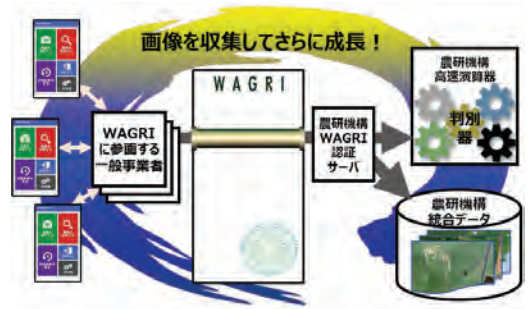 画像を収集してさらに成長！
WAGRI
に参画する
一般事業者
WAGRI
農研機構
WAGRI
認証
サーバ
農研機構
高速演算器
判別
器
農研機構
統合データ